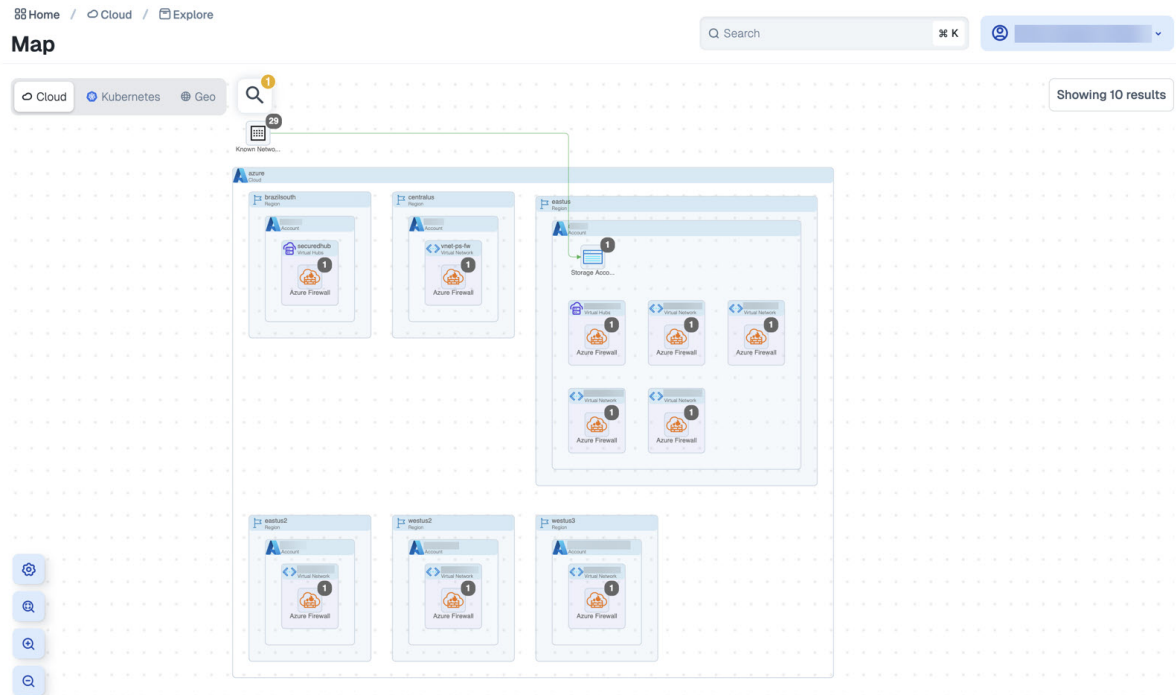 Home / Cloud / Explore
Map
Search
⌘ K
Cloud
Kubernetes
Geo
1
Showing 10 results
29
Known Netwo...
azure
Cloud
brazilsouth
Region
Account
securedhub
Virtual Hubs
1
Azure Firewall
centralus
Region
Account
vnet-ps-fw
Virtual Network
1
Azure Firewall
eastus
Region
Account
1
Storage Acco...
Virtual Hubs
1
Azure Firewall
Virtual Network
1
Azure Firewall
Virtual Network
1
Azure Firewall
Virtual Network
1
Azure Firewall
Virtual Network
1
Azure Firewall
eastus2
Region
Account
Virtual Network
1
Azure Firewall
westus2
Region
Account
Virtual Network
1
Azure Firewall
westus3
Region
Account
Virtual Network
1
Azure Firewall